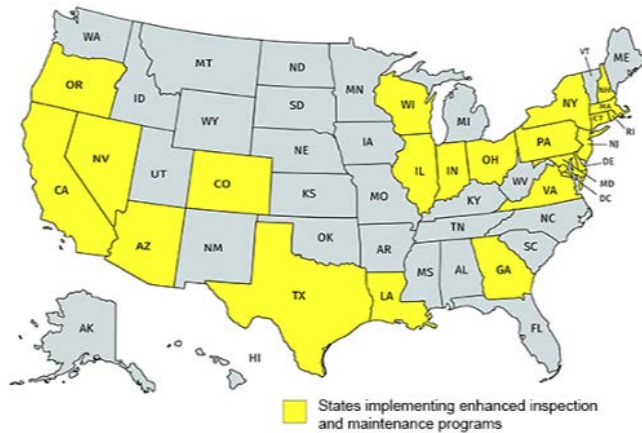 WA
MT
ND
MN
VT
ME
OR
ID
SD
WI
NY
NH
MA
CT
RI
WY
MI
NV
NE
IA
PA
NJ
CA
UT
CO
IL
IN
OH
DE
MD
DC
KS
MO
WV
VA
KY
AZ
NM
OK
AR
TN
NC
SC
TX
LA
MS
AL
GA
AK
HI
FL
States implementing enhanced inspection
and maintenance programs